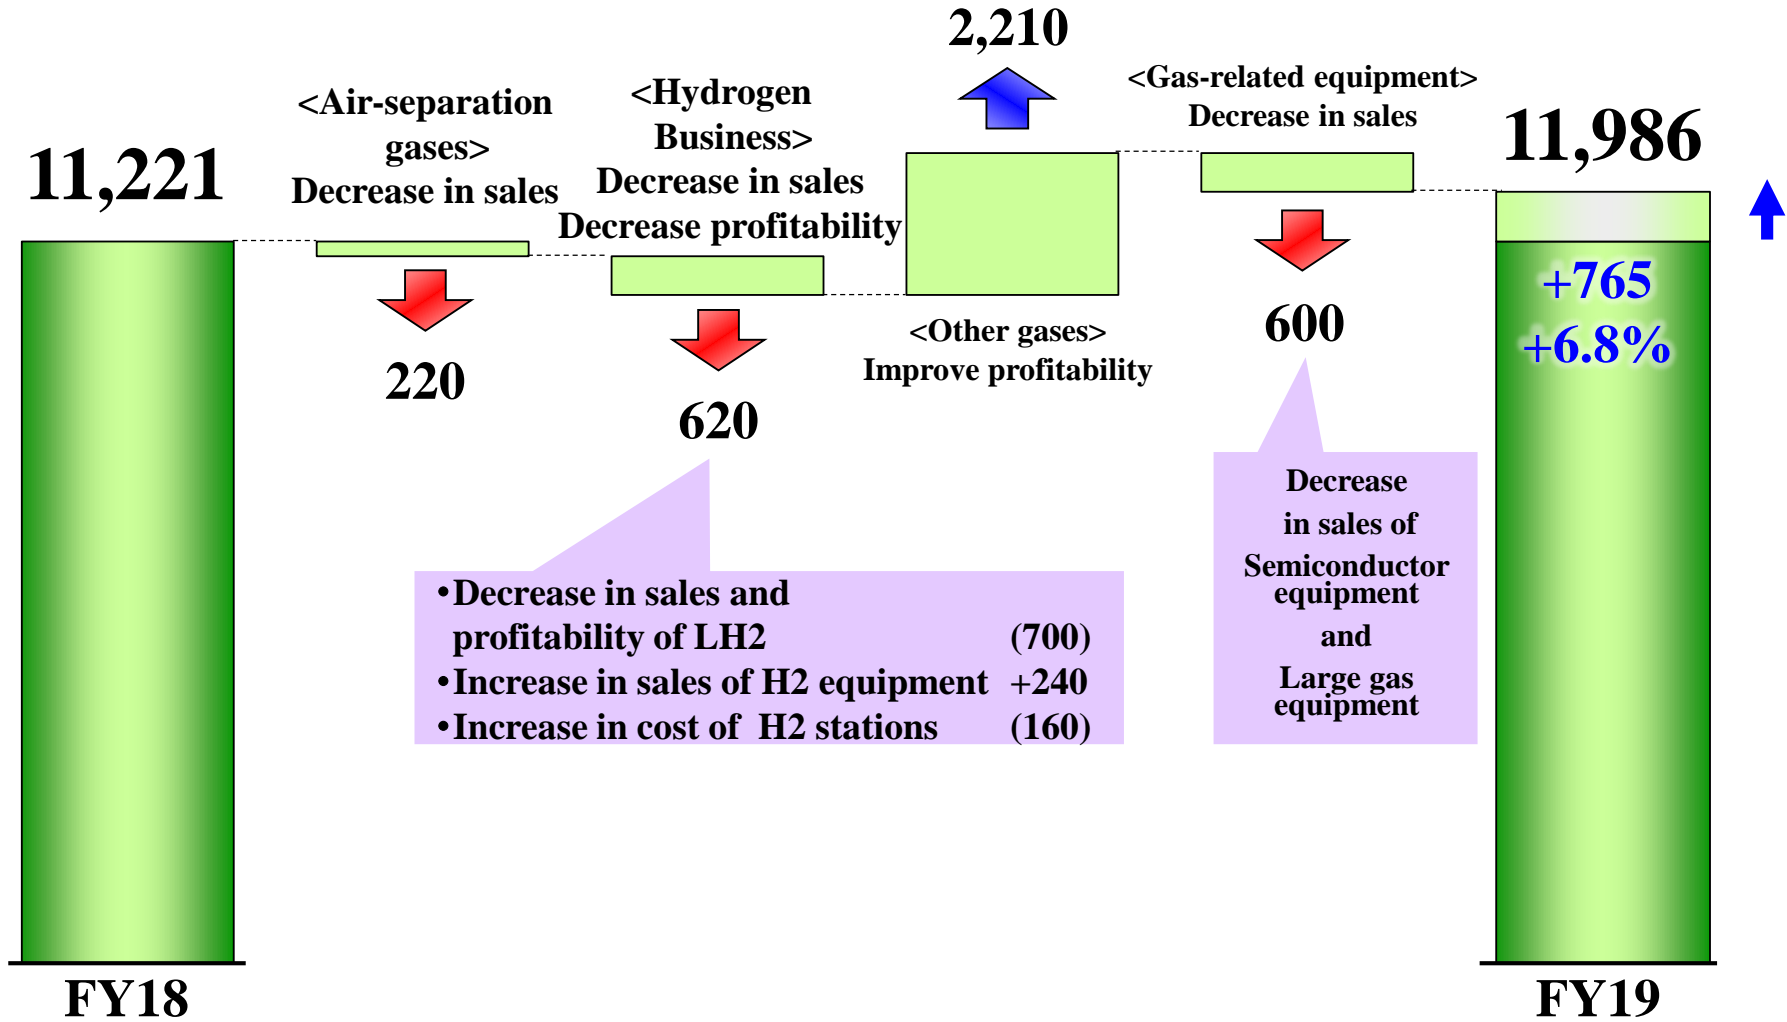 11,221
<Air-separation
gases>
Decrease in sales
220
<Hydrogen
Business>
Decrease in sales
Decrease profitability
620
2,210
<Other gases>
Improve profitability
<Gas-related equipment>
Decrease in sales
600
11,986
+765
+6.8%
•Decrease in sales and
profitability of LH2 (700)
•Increase in sales of H2 equipment +240
•Increase in cost of H2 stations (160)
Decrease
in sales of
Semiconductor
equipment
and
Large gas
equipment
FY18
FY19